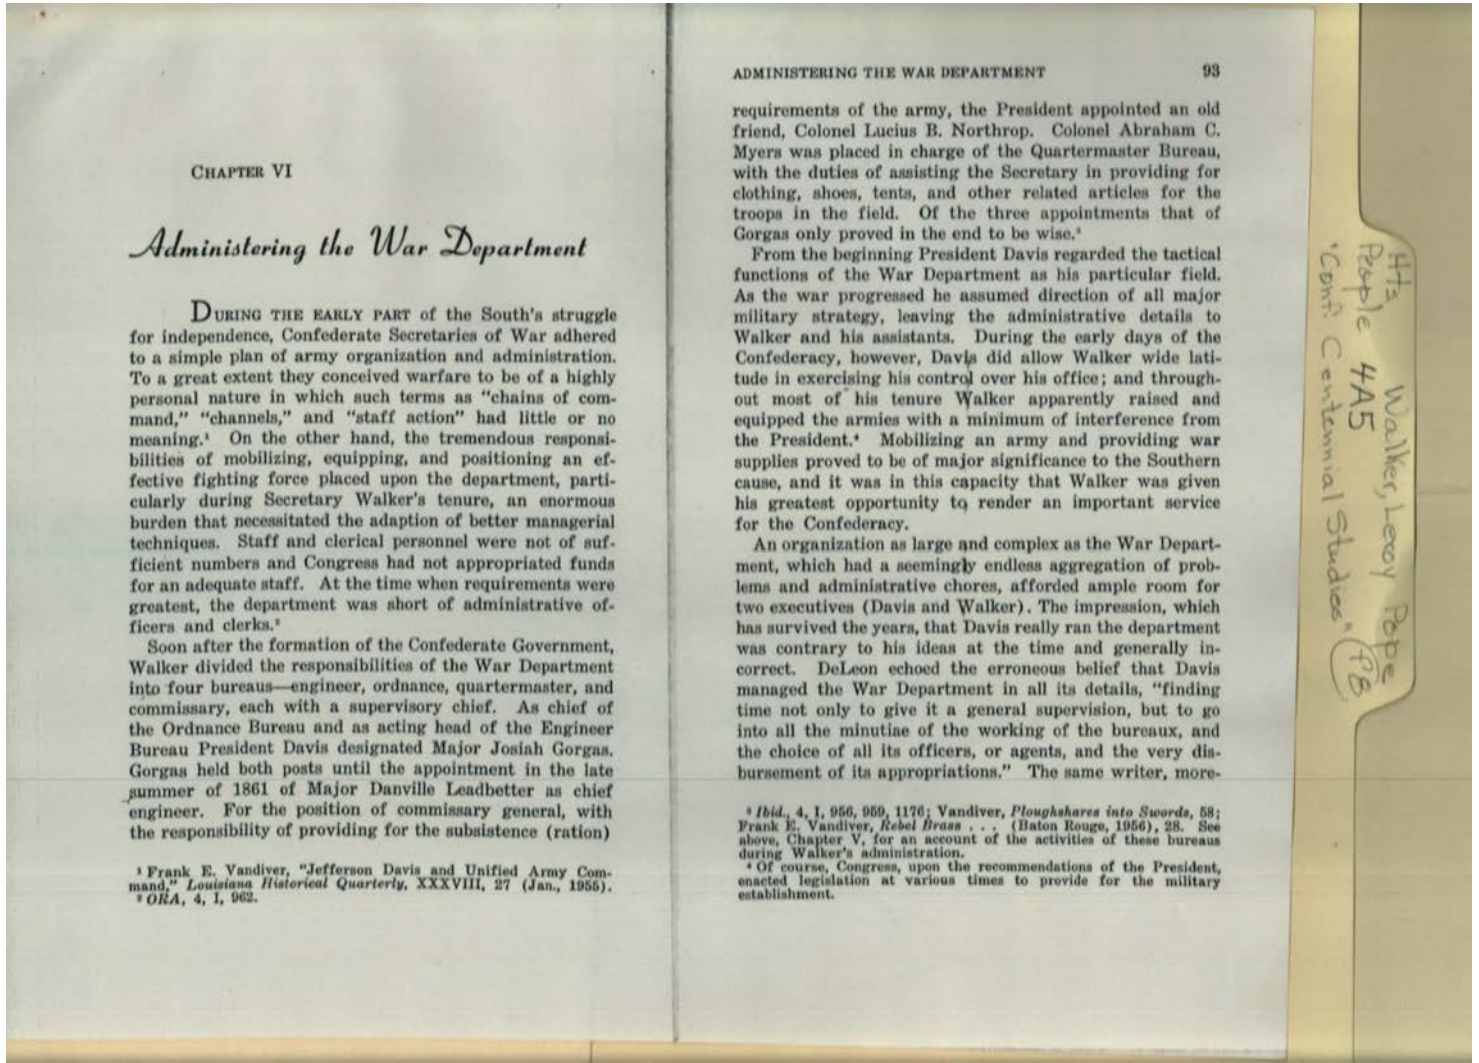 CHAPTER VI
Administering the War Department
DURING THE EARLY PART of the South's struggle
for independence, Confederate Secretaries of War adhered
to a simple plan of army organization and administration.
To a great extent they conceived warfare to be of a highly
personal nature in which such terms as "chains of com-
mand," "channels," and "staff action" had little or no
meaning.¹ On the other hand, the tremendous responsi-
bilities of mobilizing, equipping, and positioning an ef-
fective fighting force placed upon the department, parti-
cularly during Secretary Walker's tenure, an enormous
burden that necessitated the adaption of better managerial
techniques. Staff and clerical personnel were not of suf-
ficient numbers and Congress had not appropriated funds
for an adequate staff. At the time when requirements were
greatest, the department was short of administrative of-
ficers and clerks.²
Soon after the formation of the Confederate Government,
Walker divided the responsibilities of the War Department
into four bureaus—engineer, ordnance, quartermaster, and
commissary, each with a supervisory chief. As chief of
the Ordnance Bureau and as acting head of the Engineer
Bureau President Davis designated Major Josiah Gorgas.
Gorgas held both posts until the appointment in the late
summer of 1861 of Major Danville Leadbetter as chief
engineer. For the position of commissary general, with
the responsibility of providing for the subsistence (ration)
¹ Frank E. Vandiver, "Jefferson Davis and Unified Army Com-
mand," Louisiana Historical Quarterly, XXXVIII, 27 (Jan., 1955).
² ORA, 4, I, 962.
ADMINISTERING THE WAR DEPARTMENT 93
requirements of the army, the President appointed an old
friend, Colonel Lucius B. Northrop. Colonel Abraham C.
Myers was placed in charge of the Quartermaster Bureau,
with the duties of assisting the Secretary in providing for
clothing, shoes, tents, and other related articles for the
troops in the field. Of the three appointments that of
Gorgas only proved in the end to be wise.³
From the beginning President Davis regarded the tactical
functions of the War Department as his particular field.
As the war progressed he assumed direction of all major
military strategy, leaving the administrative details to
Walker and his assistants. During the early days of the
Confederacy, however, Davis did allow Walker wide lati-
tude in exercising his control over his office; and through-
out most of his tenure Walker apparently raised and
equipped the armies with a minimum of interference from
the President.⁴ Mobilizing an army and providing war
supplies proved to be of major significance to the Southern
cause, and it was in this capacity that Walker was given
his greatest opportunity to render an important service
for the Confederacy.
An organization as large and complex as the War Depart-
ment, which had a seemingly endless aggregation of prob-
lems and administrative chores, afforded ample room for
two executives (Davis and Walker). The impression, which
has survived the years, that Davis really ran the department
was contrary to his ideas at the time and generally in-
correct. DeLeon echoed the erroneous belief that Davis
managed the War Department in all its details, "finding
time not only to give it a general supervision, but to go
into all the minutiae of the working of the bureaux, and
the choice of all its officers, or agents, and the very dis-
bursement of its appropriations." The same writer, more-
³ Ibid., 4, I, 956, 959, 1176; Vandiver, Ploughshares into Swords, 58;
Frank E. Vandiver, Rebel Brass . . . (Baton Rouge, 1956), 28. See
above, Chapter V, for an account of the activities of these bureaus
during Walker's administration.
⁴ Of course, Congress, upon the recommendations of the President,
enacted legislation at various times to provide for the military
establishment.
Hts Walker, Leroy Pope
People 4A5
"Conf. Centennial Studies" P8